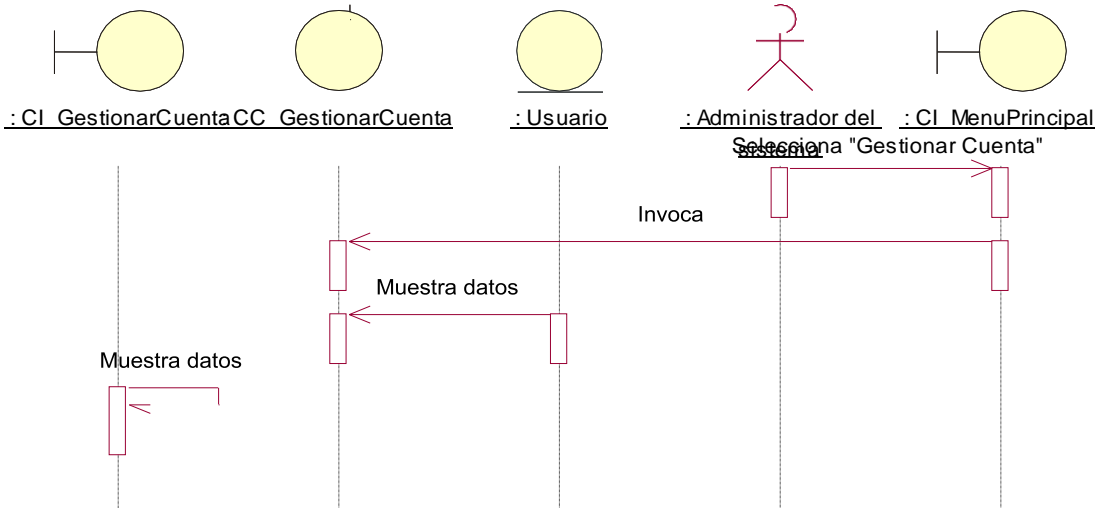 : CI_GestionarCuenta
CC_GestionarCuenta
: Usuario
: Administrador del
sistema
: CI_MenuPrincipal
Selecciona "Gestionar Cuenta"
Invoca
Muestra datos
Muestra datos